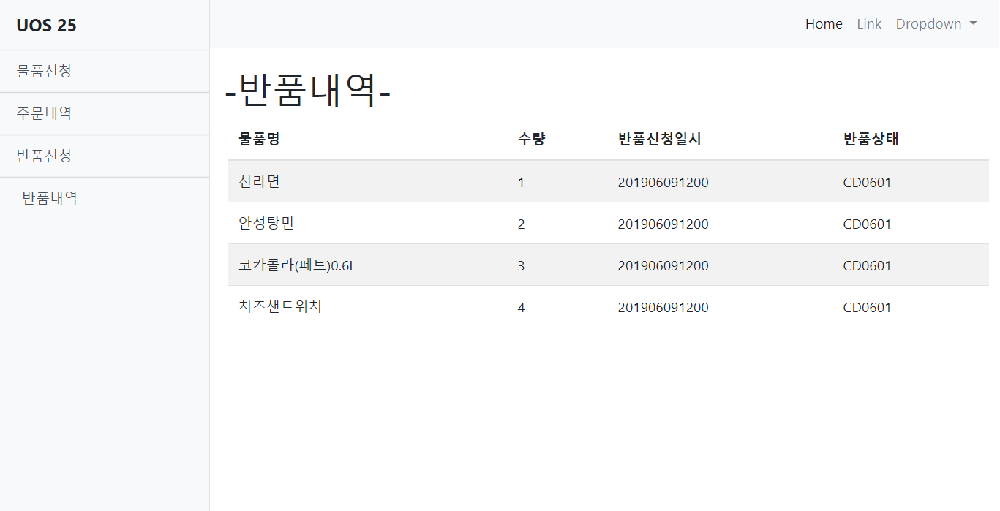 UOS 25
Home Link Dropdown
물품신청
주문내역
반품신청
-반품내역-
-반품내역-
물품명 수량 반품신청일시 반품상태
신라면 1 201906091200 CD0601
안성탕면 2 201906091200 CD0601
코카콜라(페트)0.6L 3 201906091200 CD0601
치즈샌드위치 4 201906091200 CD0601